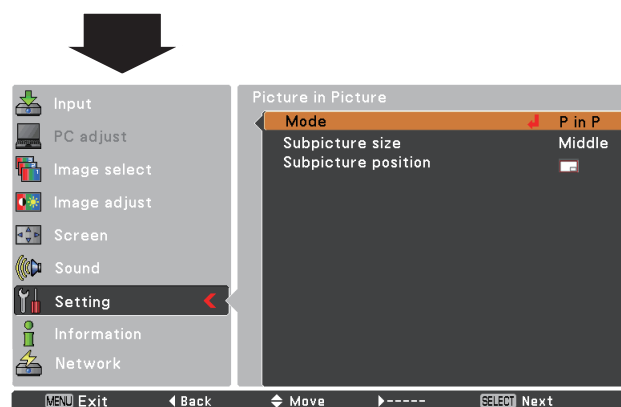 Input
PC adjust
Image select
Image adjust
Screen
Sound
Setting
Information
Network
Picture in Picture
Mode P in P
Subpicture size Middle
Subpicture position
MENU Exit Back Move ----- SELECT Next